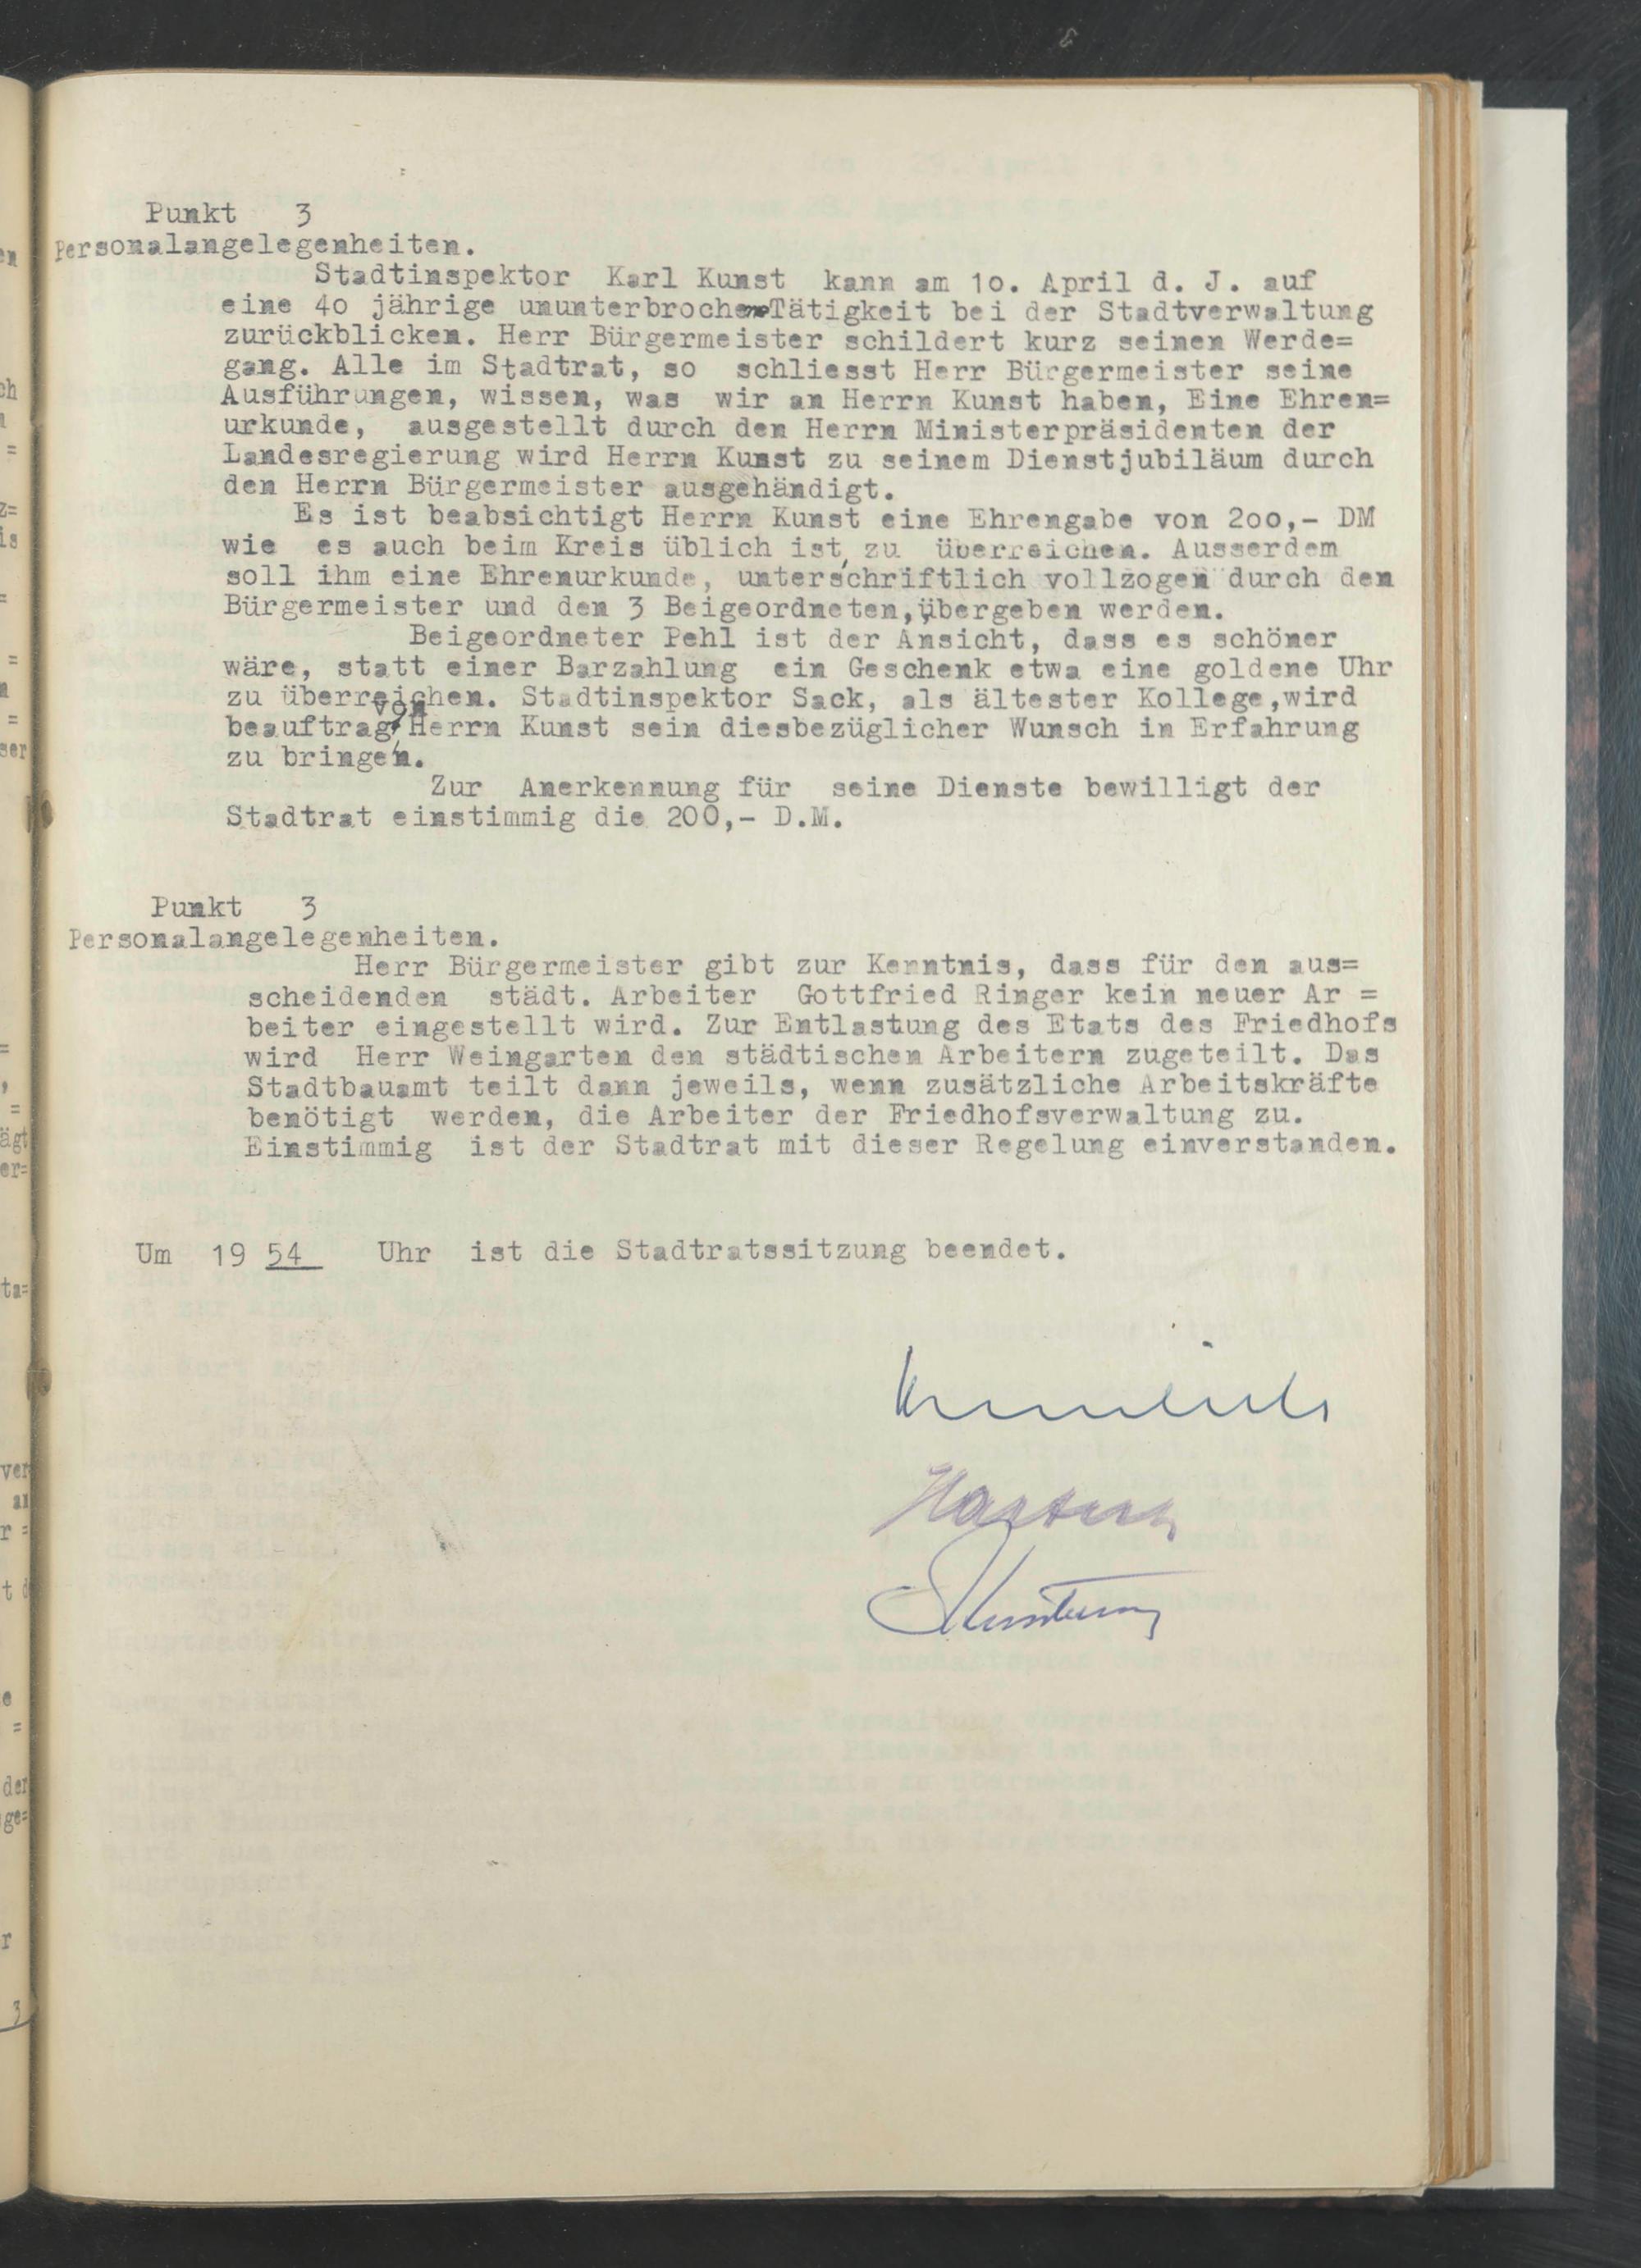 Punkt 3
Personalangelegenheiten.
Stadtinspektor Karl Kunst kann am 1o. April d. J. auf
eine 4o jährige ununterbrochene Tätigkeit bei der Stadtverwaltung
zurückblicken. Herr Bürgermeister schildert kurz seinen Werde=
gang. Alle im Stadtrat, so schliesst Herr Bürgermeister seine
Ausführungen, wissen, was wir an Herrn Kunst haben, Eine Ehren=
urkunde, ausgestellt durch den Herrn Ministerpräsidenten der
Landesregierung wird Herrn Kunst zu seinem Dienstjubiläum durch
den Herrn Bürgermeister ausgehändigt.
Es ist beabsichtigt Herrn Kunst eine Ehrengabe von 2oo,- DM
wie es auch beim Kreis üblich ist, zu überreichen. Ausserdem
soll ihm eine Ehrenurkunde, unterschriftlich vollzogen durch den
Bürgermeister und den 3 Beigeordneten, übergeben werden.
Beigeordneter Pehl ist der Ansicht, dass es schöner
wäre, statt einer Barzahlung ein Geschenk etwa eine goldene Uhr
zu überreichen. Stadtinspektor Sack, als ältester Kollege, wird
beauftragt von Herrn Kunst sein diesbezüglicher Wunsch in Erfahrung
zu bringen.
Zur Anerkennung für seine Dienste bewilligt der
Stadtrat einstimmig die 200,- D.M.
Punkt 3
Personalangelegenheiten.
Herr Bürgermeister gibt zur Kenntnis, dass für den aus=
scheidenden städt. Arbeiter Gottfried Ringer kein neuer Ar =
beiter eingestellt wird. Zur Entlastung des Etats des Friedhofs
wird Herr Weingarten den städtischen Arbeitern zugeteilt. Das
Stadtbauamt teilt dann jeweils, wenn zusätzliche Arbeitskräfte
benötigt werden, die Arbeiter der Friedhofsverwaltung zu.
Einstimmig ist der Stadtrat mit dieser Regelung einverstanden.
Um 19 54 Uhr ist die Stadtratssitzung beendet.